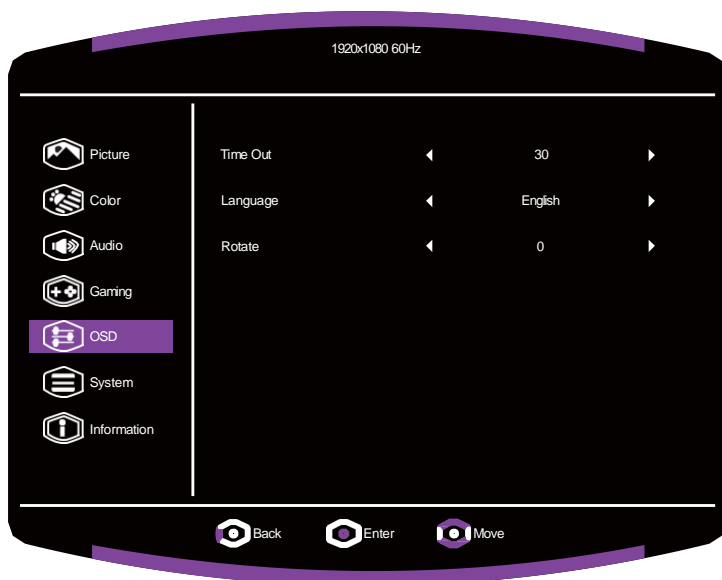 1920x1080 60Hz
Picture
Time Out 30
Color
Language English
Audio
Rotate 0
Gaming
OSD
System
Information
Back Enter Move